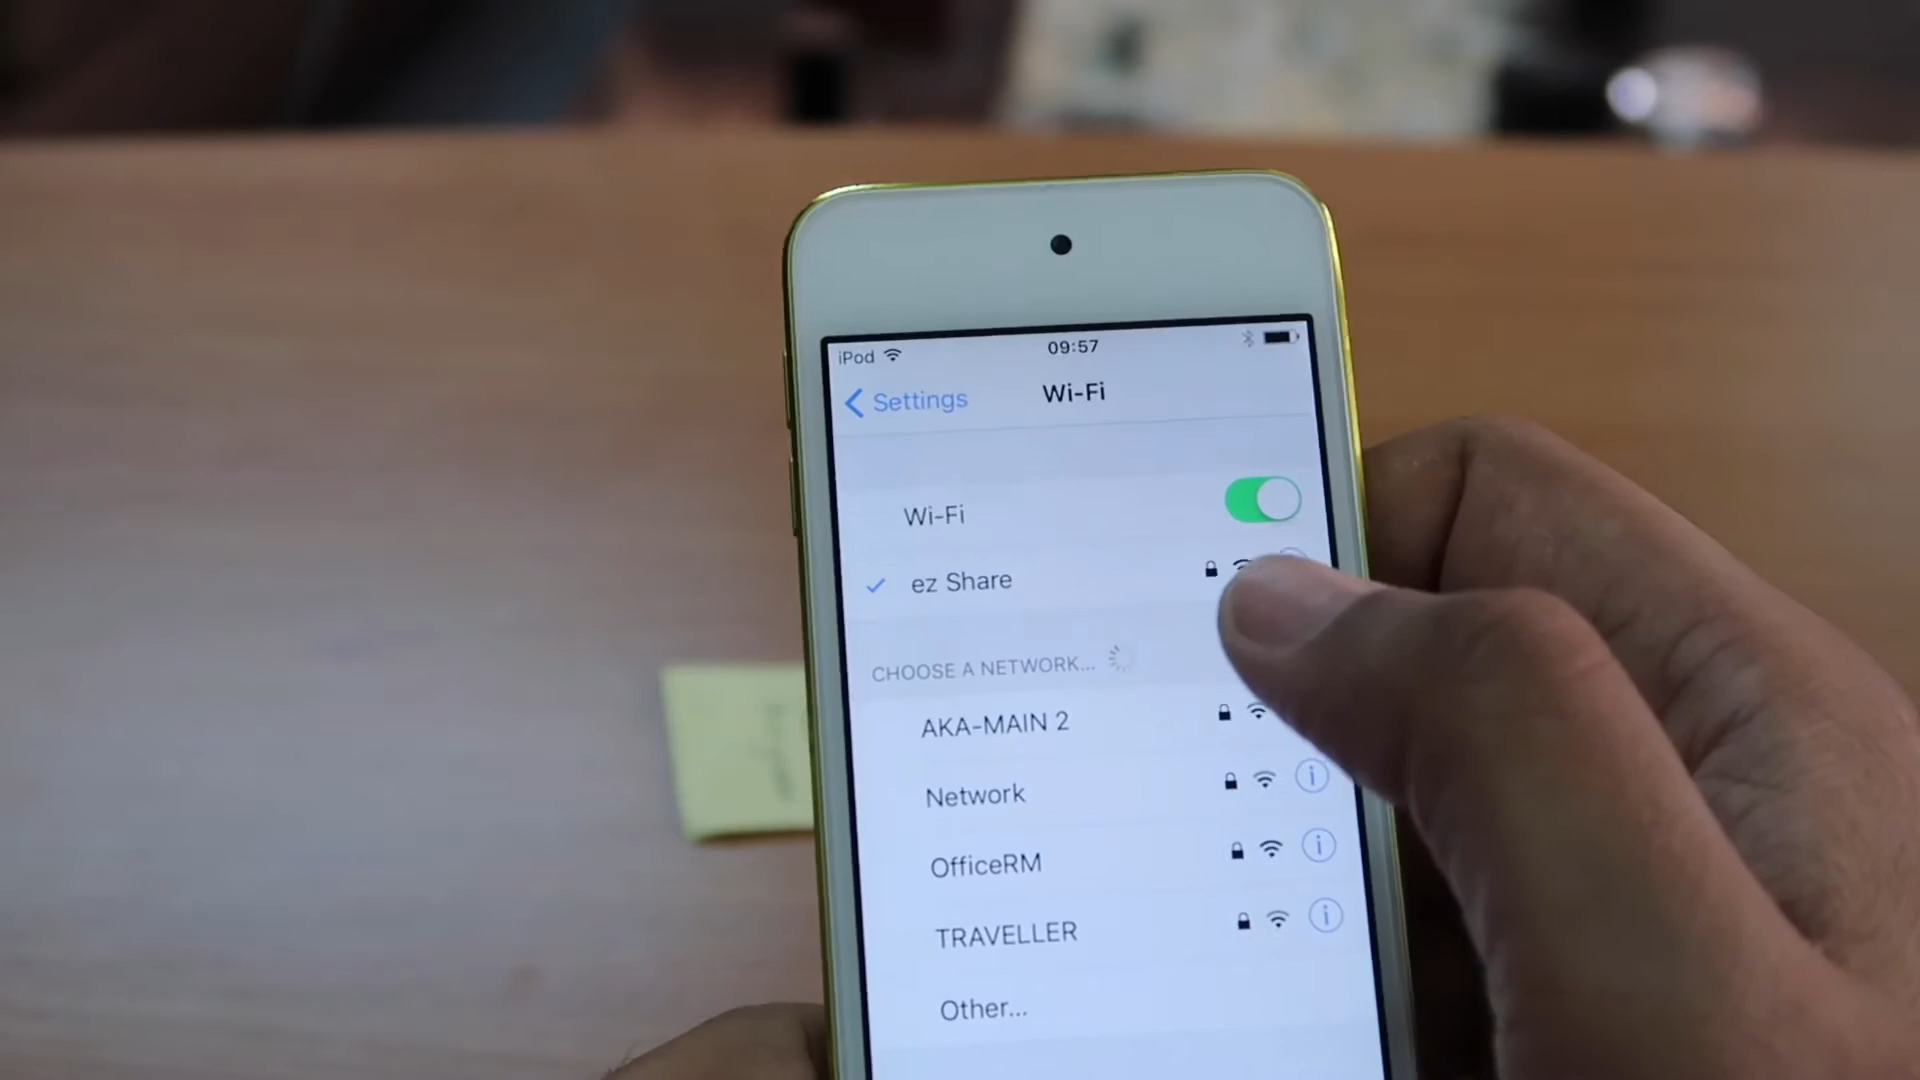 iPod 09:57
Settings Wi-Fi
Wi-Fi
ez Share
CHOOSE A NETWORK...
AKA-MAIN 2
Network
OfficeRM
TRAVELLER
Other...